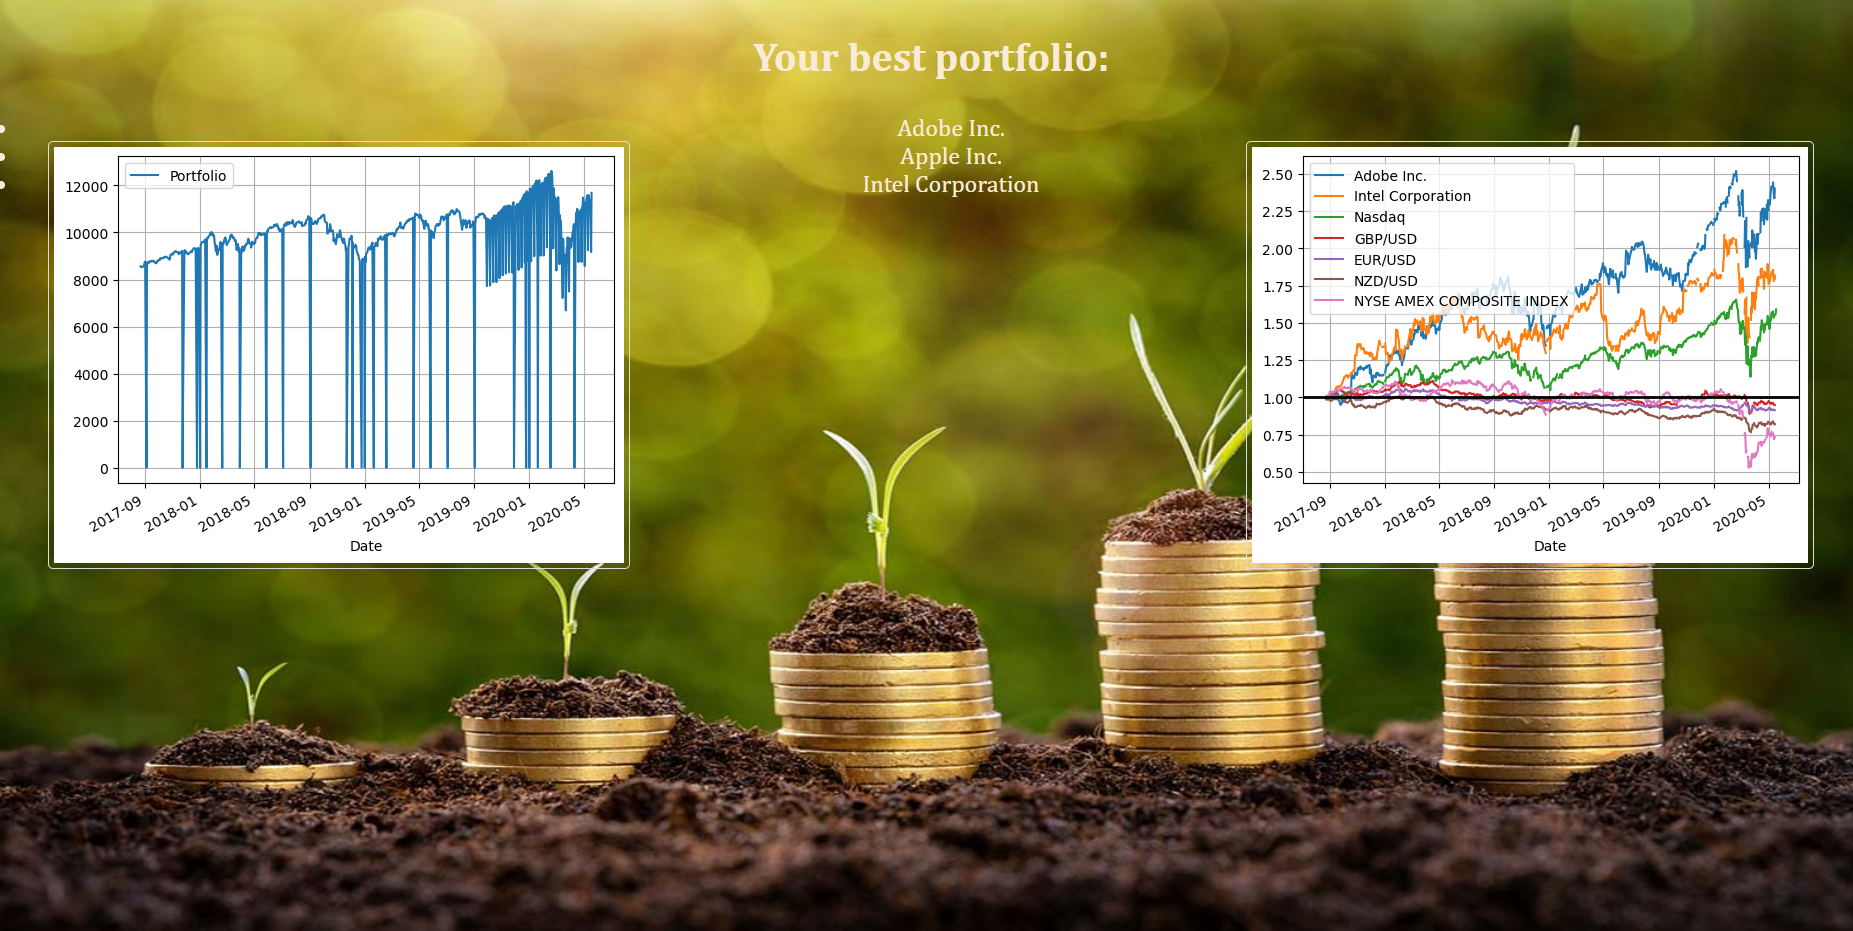 Your best portfolio:
Adobe Inc.
Apple Inc.
Intel Corporation
Portfolio
12000
10000
8000
6000
4000
2000
0
2017-09
2018-01
2018-05
2018-09
2019-01
2019-05
2019-09
2020-01
2020-05
Date
Adobe Inc.
Intel Corporation
Nasdaq
GBP/USD
EUR/USD
NZD/USD
NYSE AMEX COMPOSITE INDEX
2.50
2.25
2.00
1.75
1.50
1.25
1.00
0.75
0.50
2017-09
2018-01
2018-05
2018-09
2019-01
2019-05
2019-09
2020-01
2020-05
Date